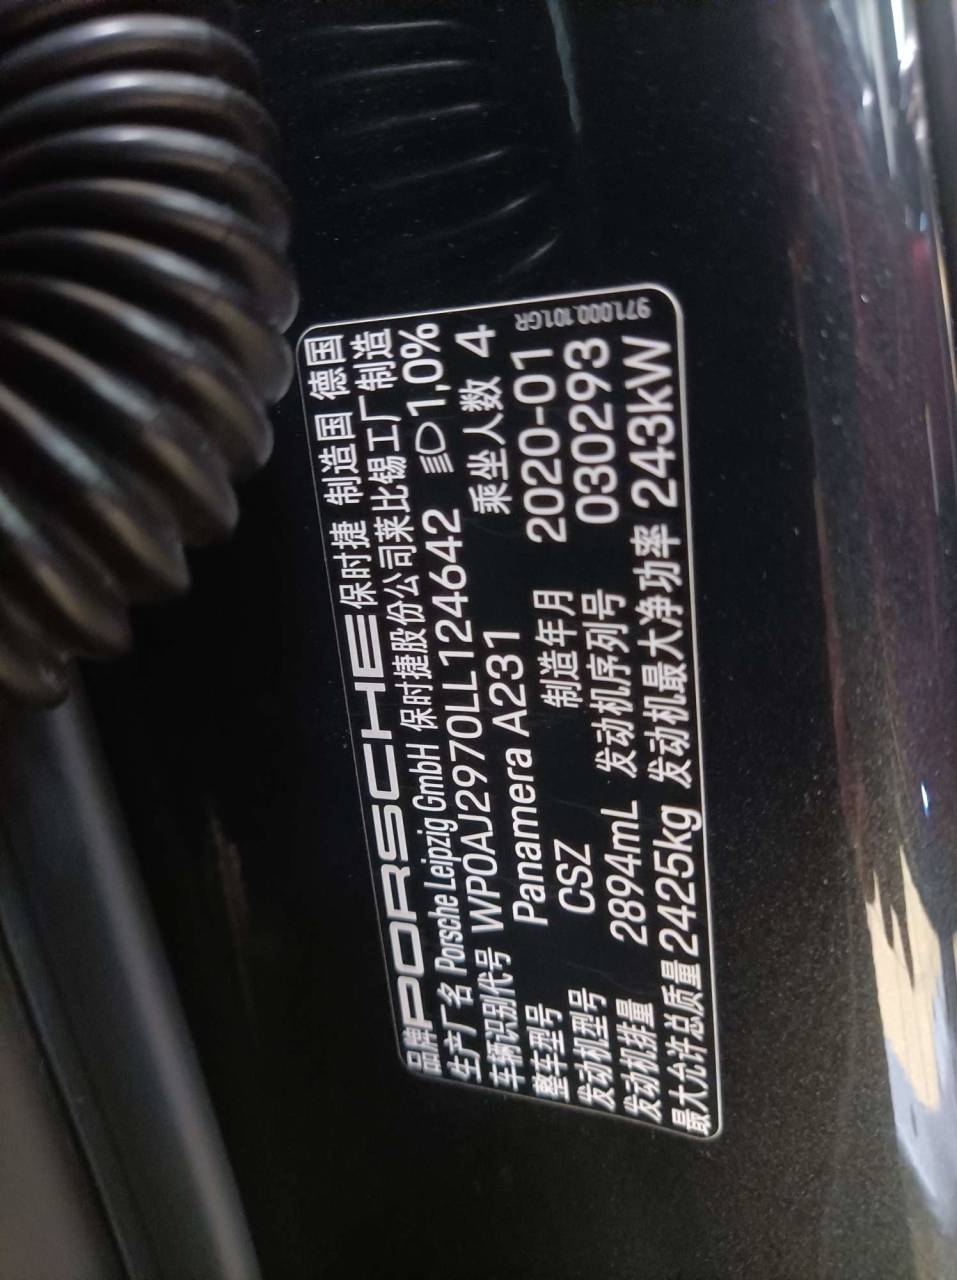 品牌 PORSCHE 保时捷 制造国 德国
生产厂名 Porsche Leipzig GmbH 保时捷股份公司莱比锡工厂制造
车辆识别代号 WP0AJ2970LL124642 1,0%
整车型号 Panamera A231 乘坐人数 4
发动机型号 CSZ 制造年月 2020-01
发动机排量 2894mL 发动机序列号 030293
最大允许总质量 2425kg 发动机最大净功率 243kW
971.000.101.GR